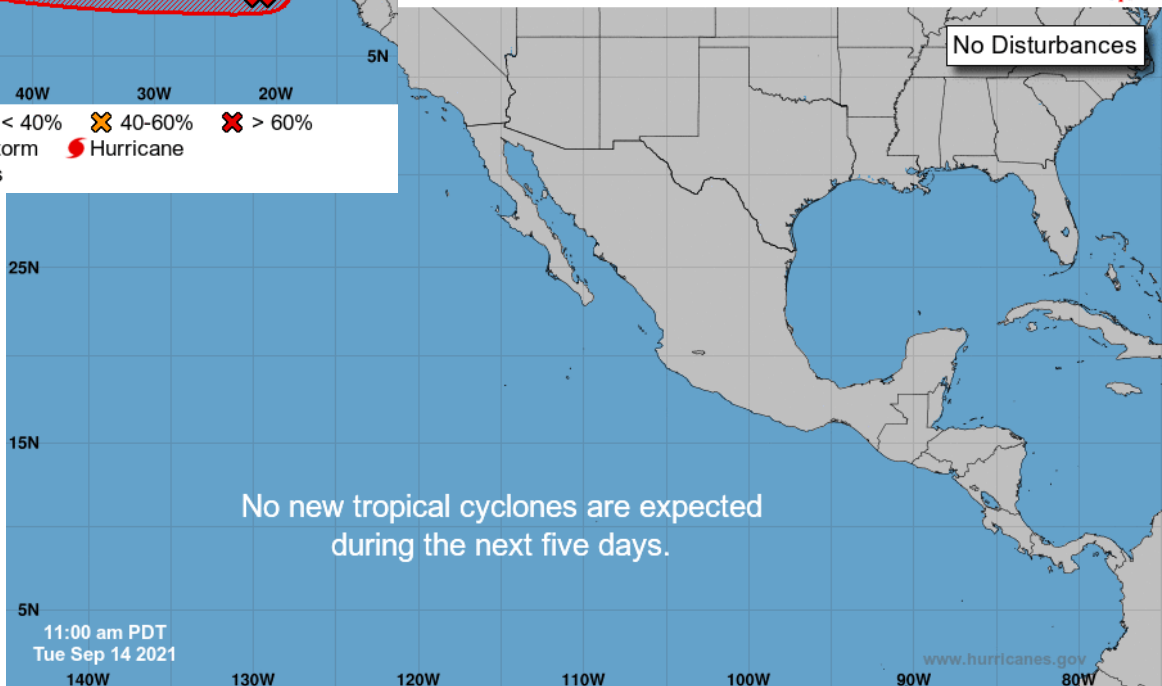 5N
40W 30W 20W
< 40% 40-60% > 60%
orm Hurricane
No Disturbances
25N
15N
No new tropical cyclones are expected
during the next five days.
5N
11:00 am PDT
Tue Sep 14 2021
www.hurricanes.gov
140W 130W 120W 110W 100W 90W 80W